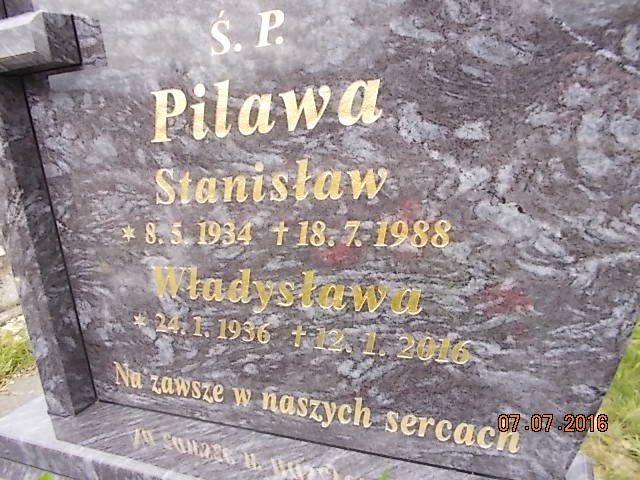 Ś. P.
Pilawa
Stanisław
* 8. 5. 1934 † 18. 7. 1988
Władysława
* 24. 1. 1936 † 12. 1. 2016
Na zawsze w naszych sercach
07.07.2016